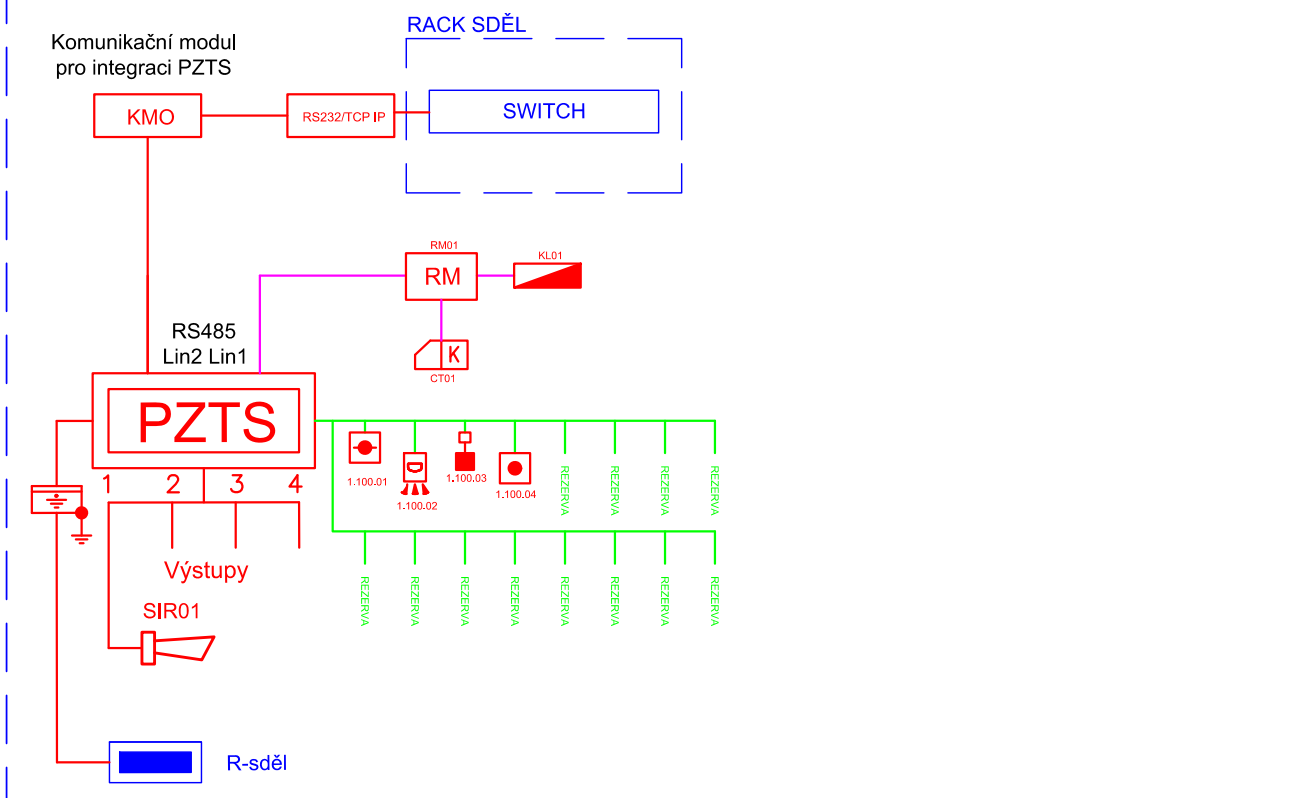 RACK SDĚL
Komunikační modul
pro integraci PZTS
KMO
RS232/TCP IP
SWITCH
RM01
RM
KL01
K
CT01
RS485
Lin2 Lin1
PZTS
1 2 3 4
1.100.01
1.100.02
1.100.03
1.100.04
REZERVA
REZERVA
REZERVA
REZERVA
Výstupy
SIR01
REZERVA
REZERVA
REZERVA
REZERVA
REZERVA
REZERVA
REZERVA
REZERVA
R-sděl